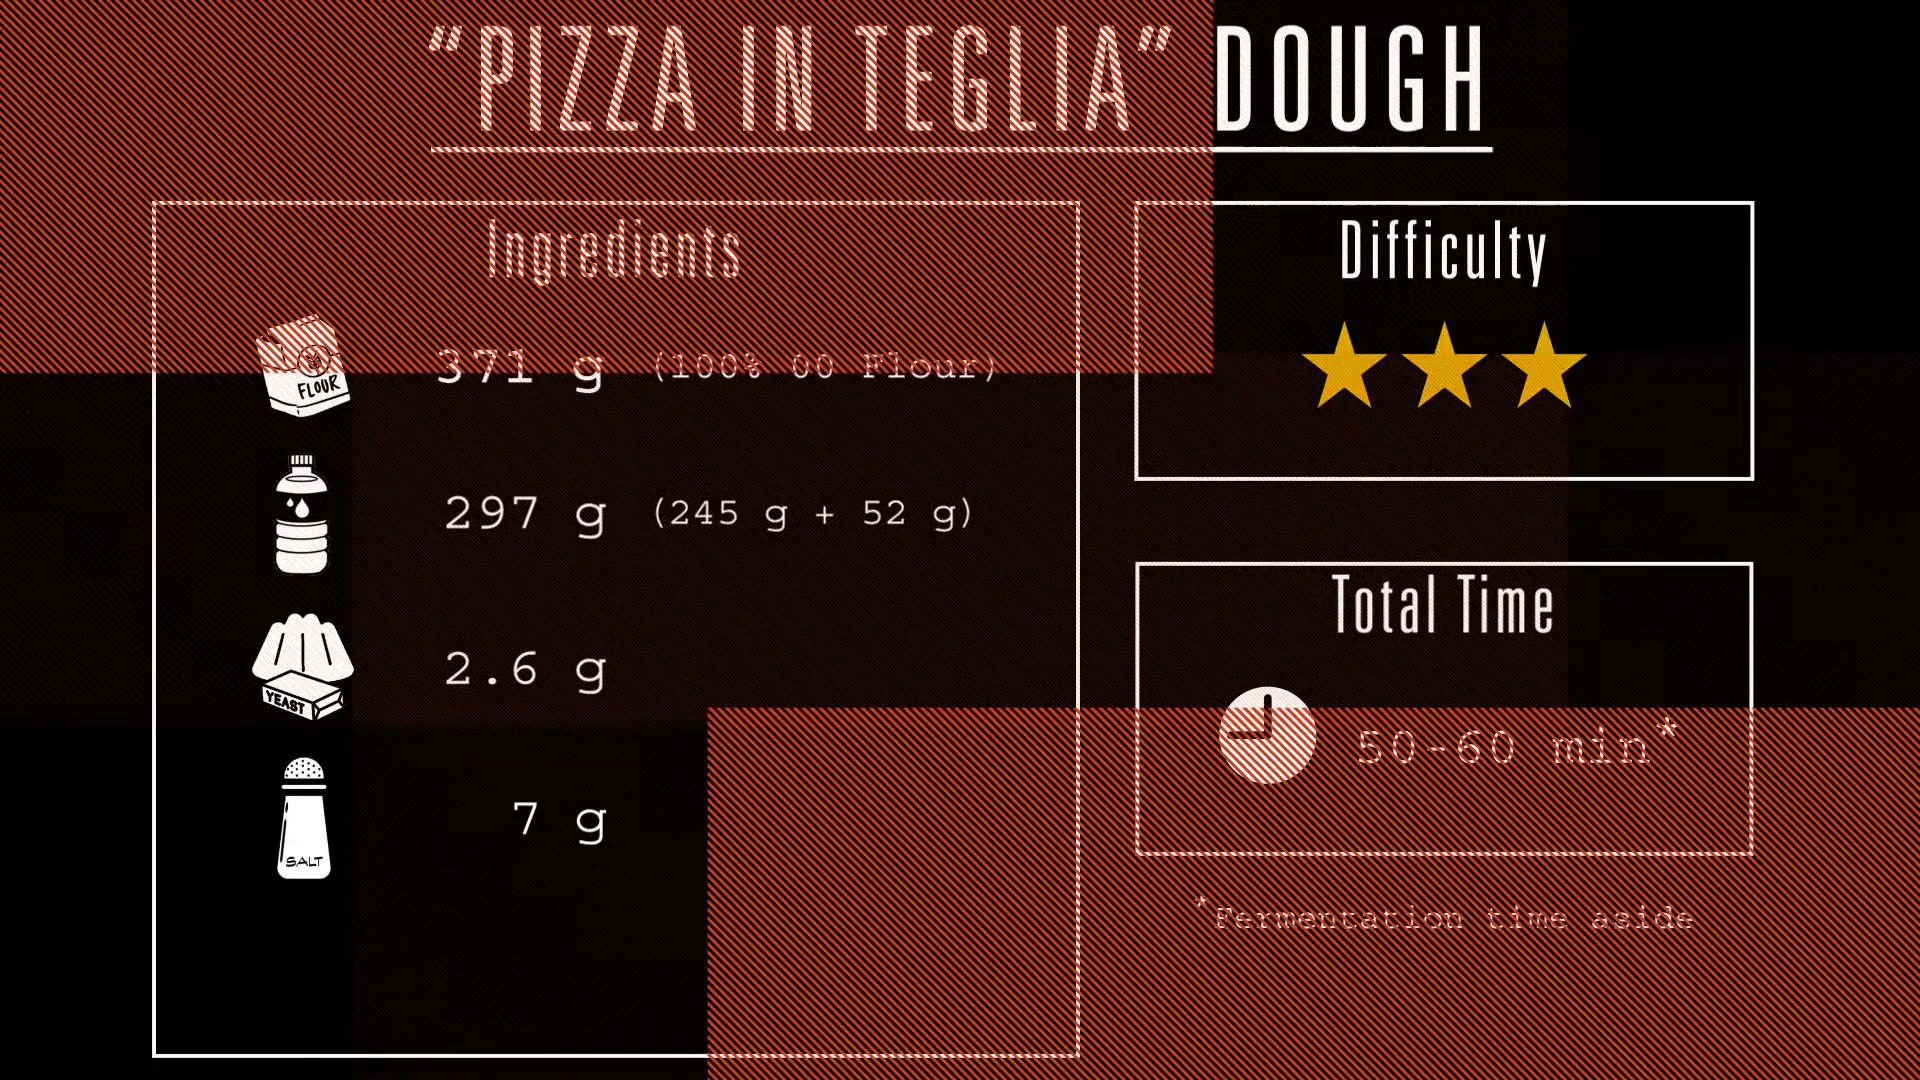 “PIZZA IN TEGLIA” DOUGH
Ingredients
FLOUR
371 g (100% 00 Flour)
297 g (245 g + 52 g)
YEAST
2.6 g
SALT
7 g
Difficulty
Total Time
50-60 min*
*Fermentation time aside